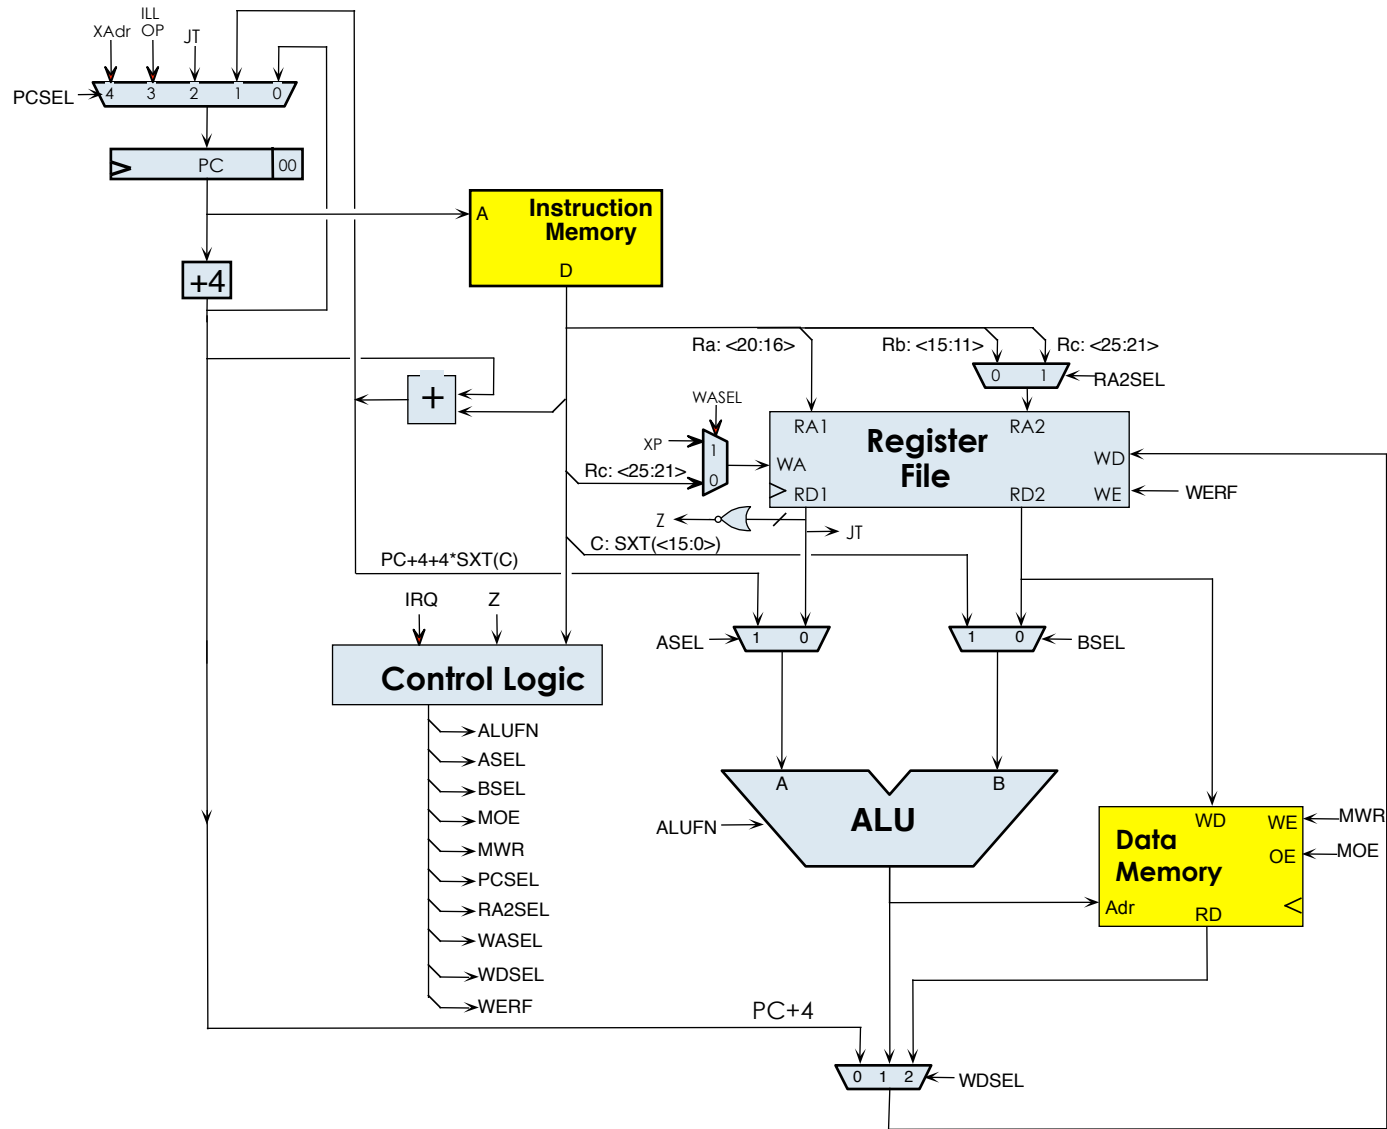 ILL
XAdr OP JT
PCSEL 4 3 2 1 0
PC 00
A Instruction
Memory
D
+4
Ra: <20:16> Rb: <15:11> Rc: <25:21>
0 1 RA2SEL
+
WASEL
XP 1
Rc: <25:21> 0
RA1 RA2
Register
File
WA WD
RD1 RD2 WE WERF
Z JT
C: SXT(<15:0>)
PC+4+4*SXT(C)
IRQ Z
ASEL 1 0 1 0 BSEL
Control Logic
ALUFN
ASEL
BSEL
MOE
MWR
PCSEL
RA2SEL
WASEL
WDSEL
WERF
A B
ALUFN ALU
WD WE MWR
Data
Memory
OE MOE
Adr RD
PC+4
0 1 2 WDSEL